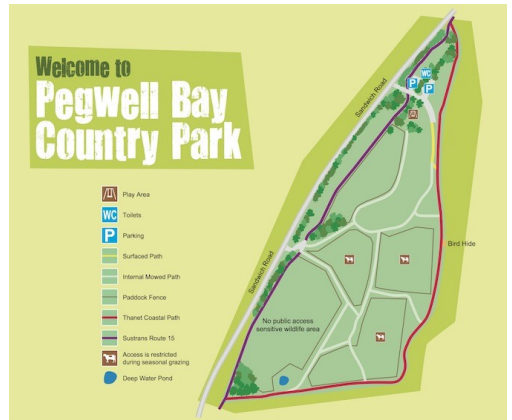 Welcome to
Pegwell Bay
Country Park
Play Area
WC
Toilets
P
Parking
Surfaced Path
Internal Mowed Path
Paddock Fence
Thanet Coastal Path
Sustrans Route 15
Access is restricted
during seasonal grazing.
Deep Water Pond
Sandwich Road
WC
P
P
Bird Hide
Sandwich Road
No public access
sensitive wildlife area